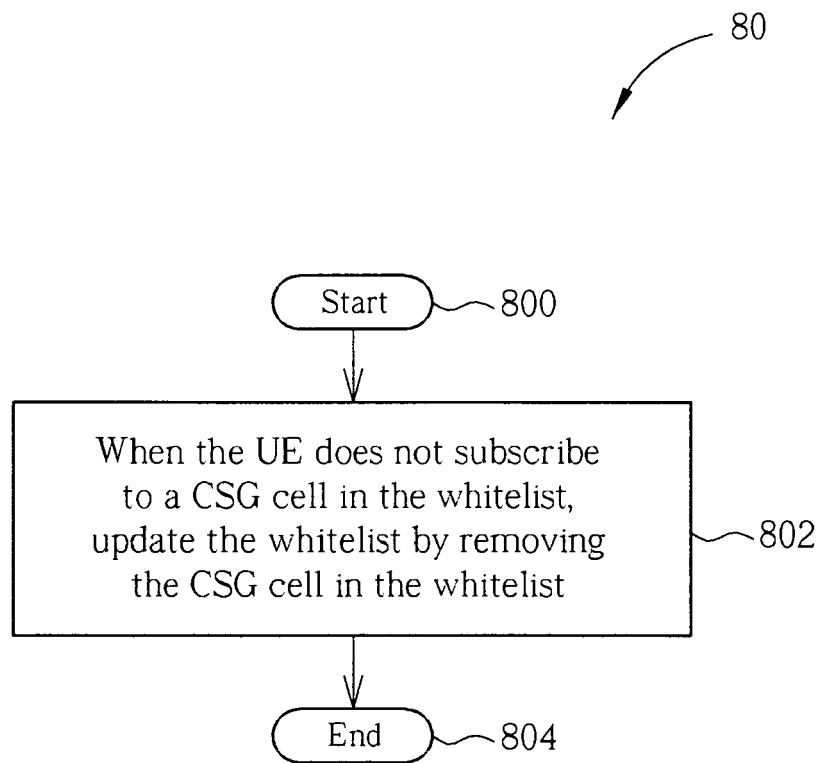 80
Start
800
When the UE does not subscribe
to a CSG cell in the whitelist,
update the whitelist by removing
the CSG cell in the whitelist
802
End
804